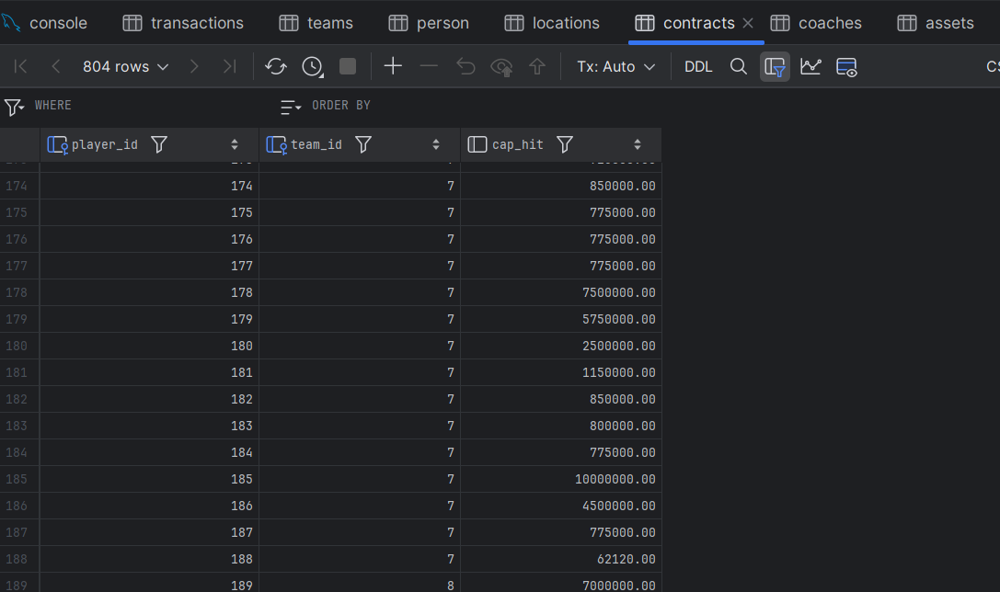 console transactions teams person locations contracts coaches assets
804 rows Tx: Auto DDL
WHERE ORDER BY
player_id team_id cap_hit
174 174 7 850000.00
175 175 7 775000.00
176 176 7 775000.00
177 177 7 775000.00
178 178 7 7500000.00
179 179 7 5750000.00
180 180 7 2500000.00
181 181 7 1150000.00
182 182 7 850000.00
183 183 7 800000.00
184 184 7 775000.00
185 185 7 10000000.00
186 186 7 4500000.00
187 187 7 775000.00
188 188 7 62120.00
189 189 8 7000000.00